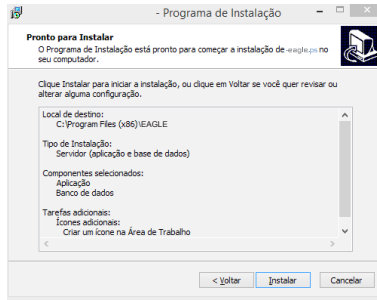 - Programa de Instalação
Pronto para Instalar
O Programa de Instalação está pronto para começar a instalação de -eagle.ps no
seu computador.
Clique Instalar para iniciar a instalação, ou clique em Voltar se você quer revisar ou
alterar alguma configuração.
Local de destino:
C:\Program Files (x86)\EAGLE
Tipo de Instalação:
Servidor (aplicação e base de dados)
Componentes selecionados:
Aplicação
Banco de dados
Tarefas adicionais:
Ícones adicionais:
Criar um ícone na Área de Trabalho
< Voltar
Instalar
Cancelar